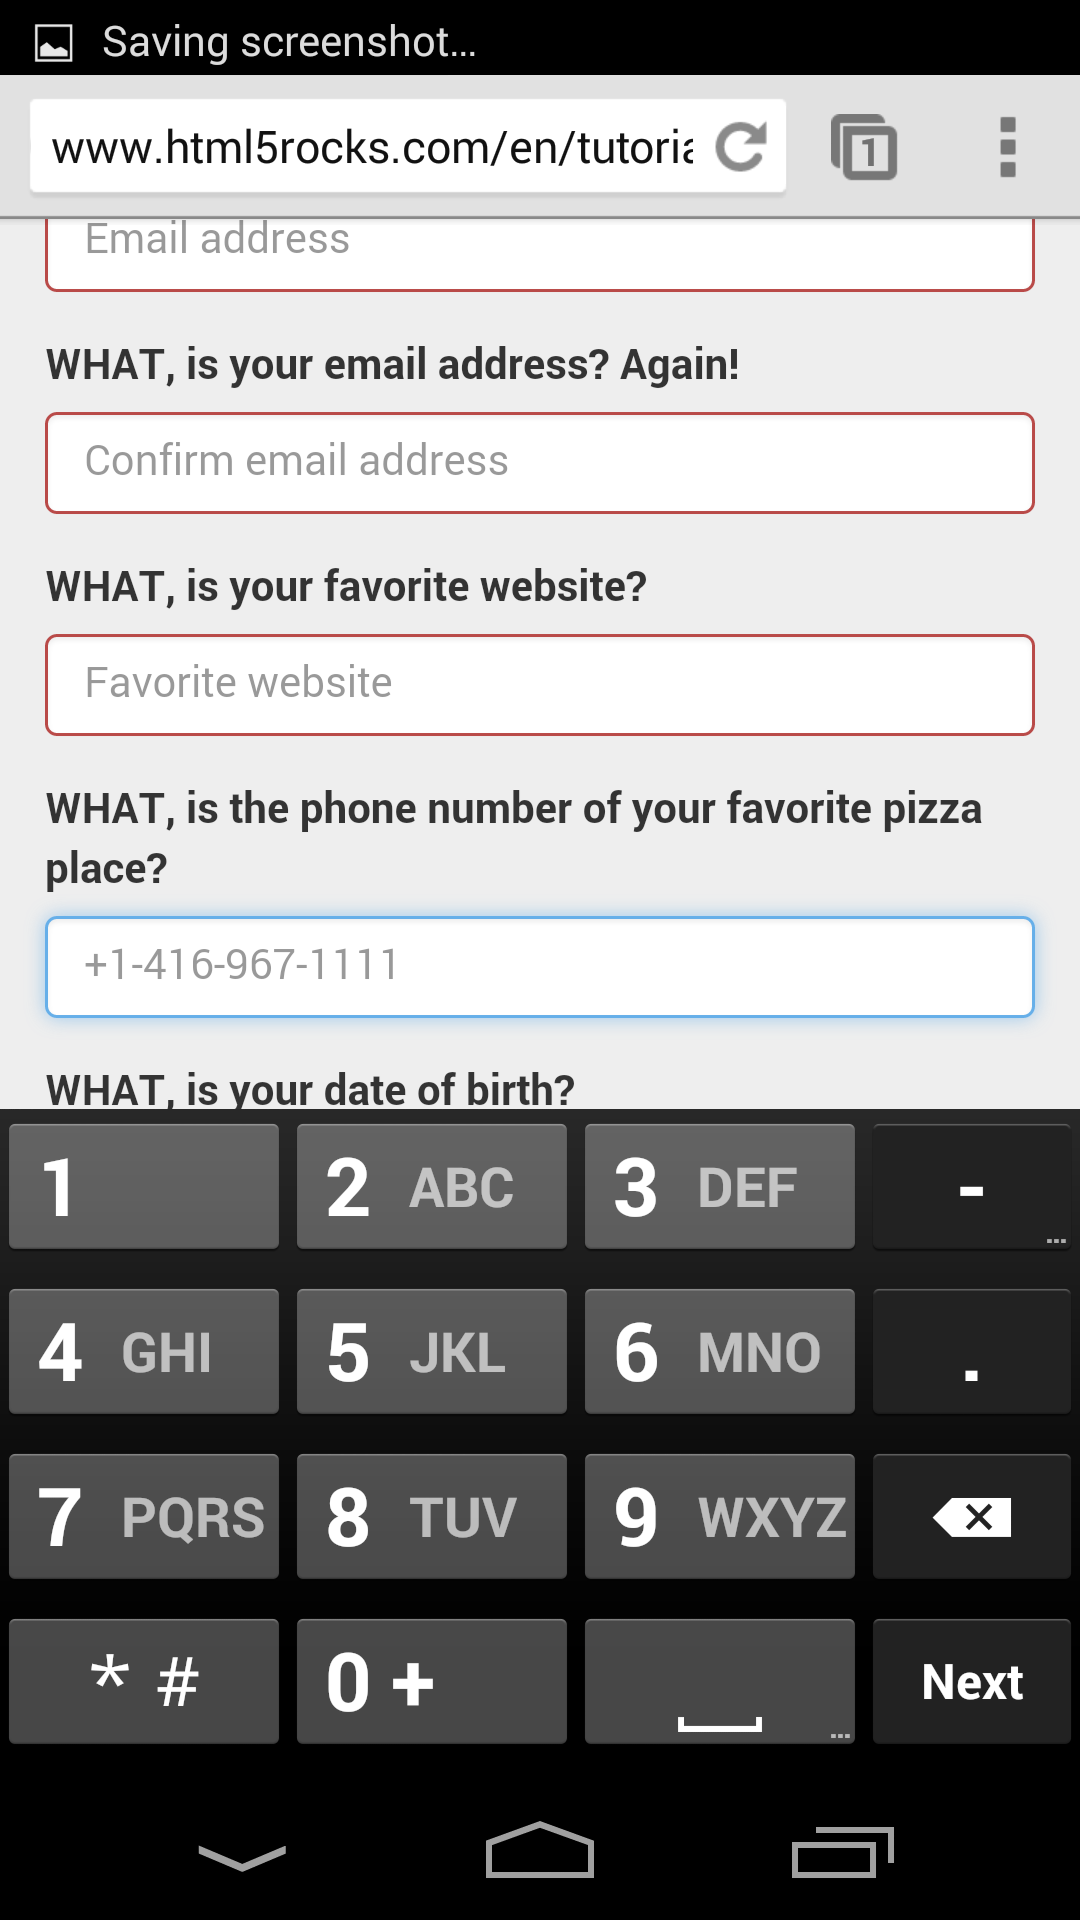 Saving screenshot...
www.html5rocks.com/en/tutoria
1
Email address
WHAT, is your email address? Again!
Confirm email address
WHAT, is your favorite website?
Favorite website
WHAT, is the phone number of your favorite pizza
place?
+1-416-967-1111
WHAT, is your date of birth?
1 2 ABC 3 DEF - ...
4 GHI 5 JKL 6 MNO .
7 PQRS 8 TUV 9 WXYZ
* # 0 + ... Next